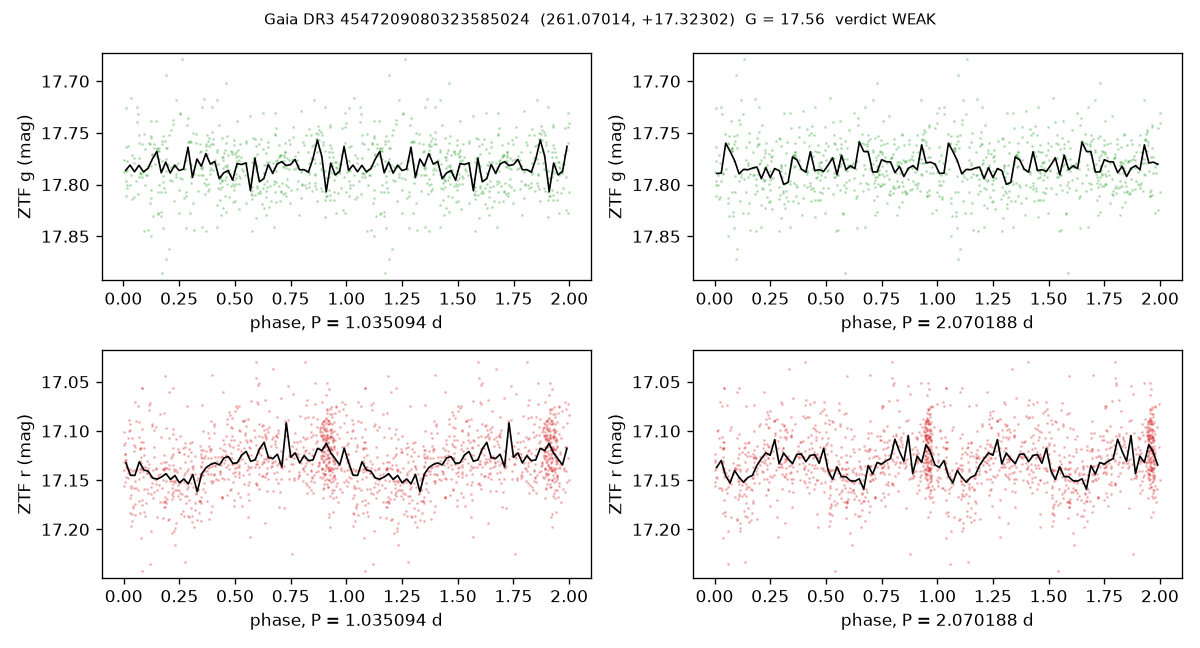 Gaia DR3 4547209080323585024 (261.07014, +17.32302) G = 17.56 verdict WEAK
ZTF g (mag)
17.70
17.75
17.80
17.85
0.00 0.25 0.50 0.75 1.00 1.25 1.50 1.75 2.00
phase, P = 1.035094 d
ZTF g (mag)
17.70
17.75
17.80
17.85
0.00 0.25 0.50 0.75 1.00 1.25 1.50 1.75 2.00
phase, P = 2.070188 d
ZTF r (mag)
17.05
17.10
17.15
17.20
0.00 0.25 0.50 0.75 1.00 1.25 1.50 1.75 2.00
phase, P = 1.035094 d
ZTF r (mag)
17.05
17.10
17.15
17.20
0.00 0.25 0.50 0.75 1.00 1.25 1.50 1.75 2.00
phase, P = 2.070188 d